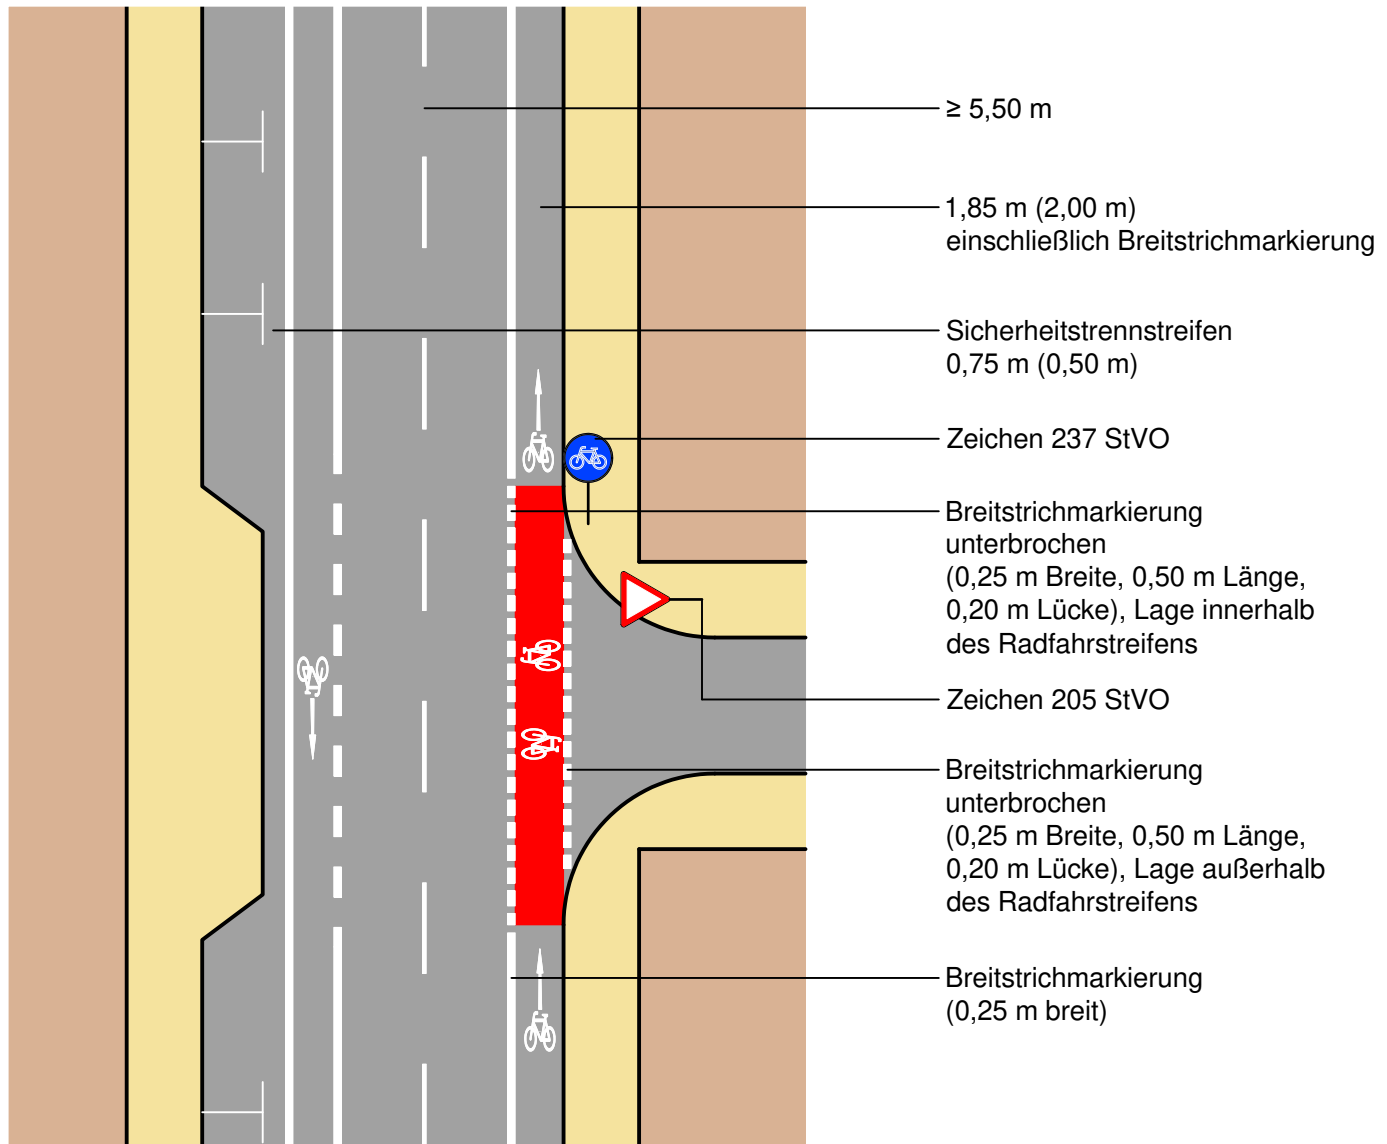 ≥ 5,50 m
1,85 m (2,00 m)
einschließlich Breitstrichmarkierung
Sicherheitstrennstreifen
0,75 m (0,50 m)
Zeichen 237 StVO
Breitstrichmarkierung
unterbrochen
(0,25 m Breite, 0,50 m Länge,
0,20 m Lücke), Lage innerhalb
des Radfahrstreifens
Zeichen 205 StVO
Breitstrichmarkierung
unterbrochen
(0,25 m Breite, 0,50 m Länge,
0,20 m Lücke), Lage außerhalb
des Radfahrstreifens
Breitstrichmarkierung
(0,25 m breit)